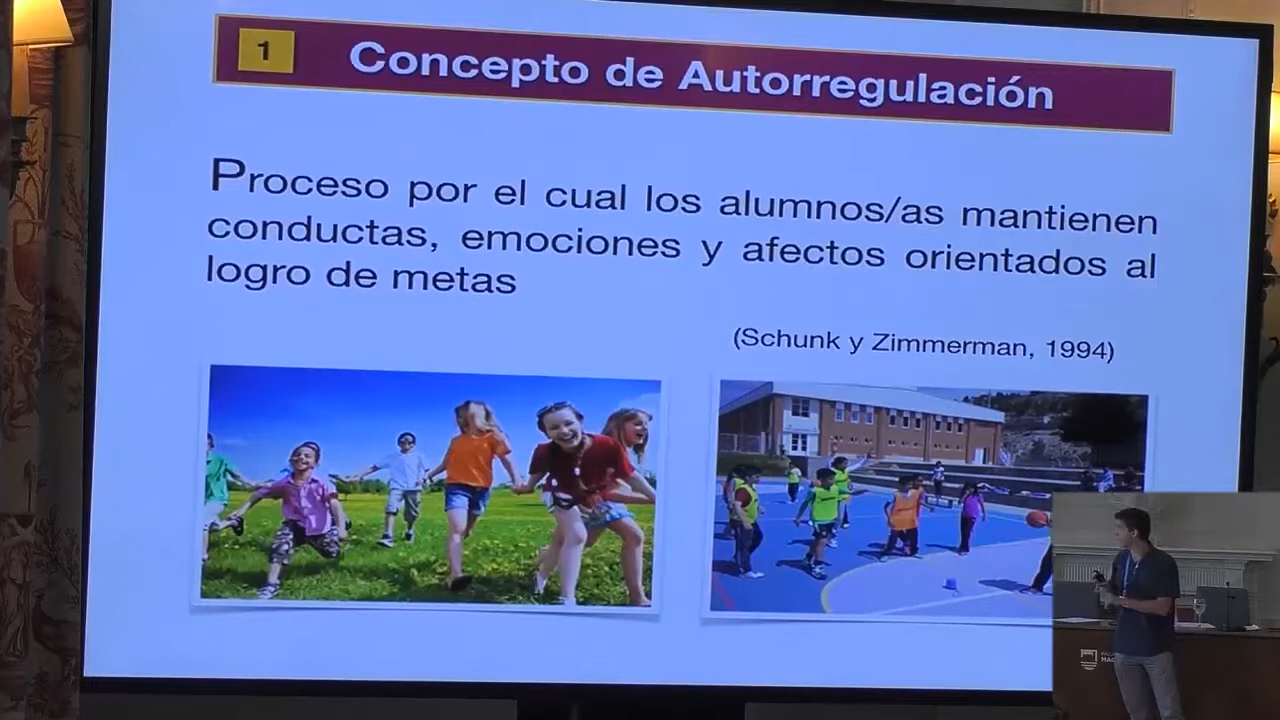 1
Concepto de Autorregulación
Proceso por el cual los alumnos/as mantienen
conductas, emociones y afectos orientados al
logro de metas
(Schunk y Zimmerman, 1994)